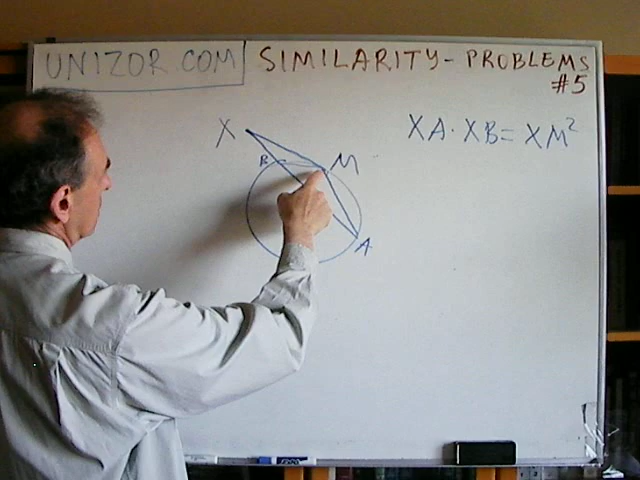 UNIZOR.COM
SIMILARITY - PROBLEMS
#5
XA · XB = XM²
X
B
M
A